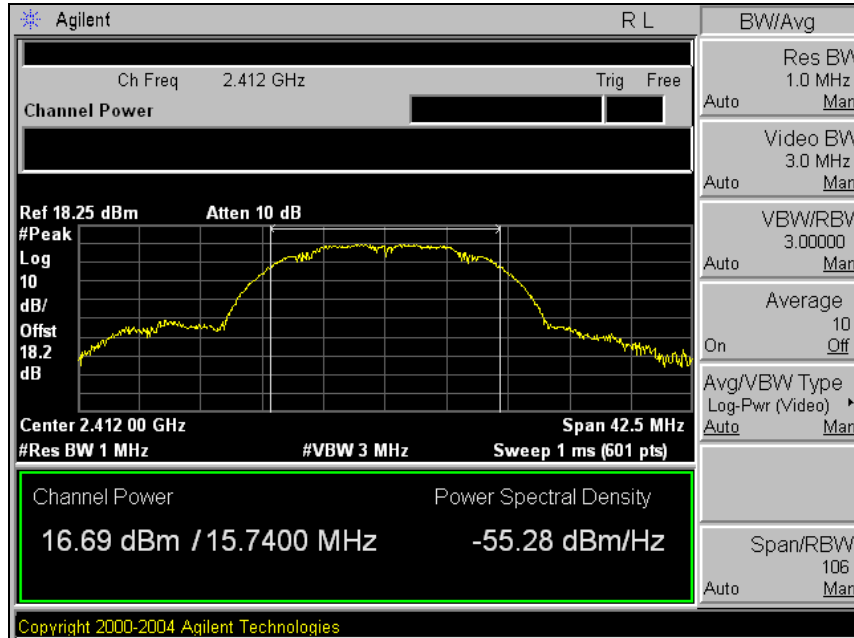 Agilent R L BW/Avg
Ch Freq 2.412 GHz Trig Free
Channel Power
Ref 18.25 dBm Atten 10 dB
#Peak
Log
10
dB/
Offst
18.2
dB
Center 2.412 00 GHz Span 42.5 MHz
#Res BW 1 MHz #VBW 3 MHz Sweep 1 ms (601 pts)
Channel Power Power Spectral Density
16.69 dBm / 15.7400 MHz -55.28 dBm/Hz
Copyright 2000-2004 Agilent Technologies
Res BW
1.0 MHz
Auto Man
Video BW
3.0 MHz
Auto Man
VBW/RBW
3.00000
Auto Man
Average
10
On Off
Avg/VBW Type
Log-Pwr (Video)
Auto Man
Span/RBW
106
Auto Man